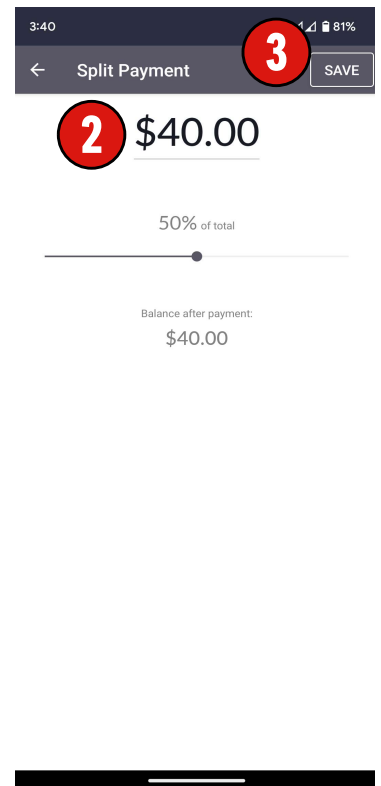 3:40
81%
3
← Split Payment
SAVE
2
$40.00
50% of total
Balance after payment:
$40.00